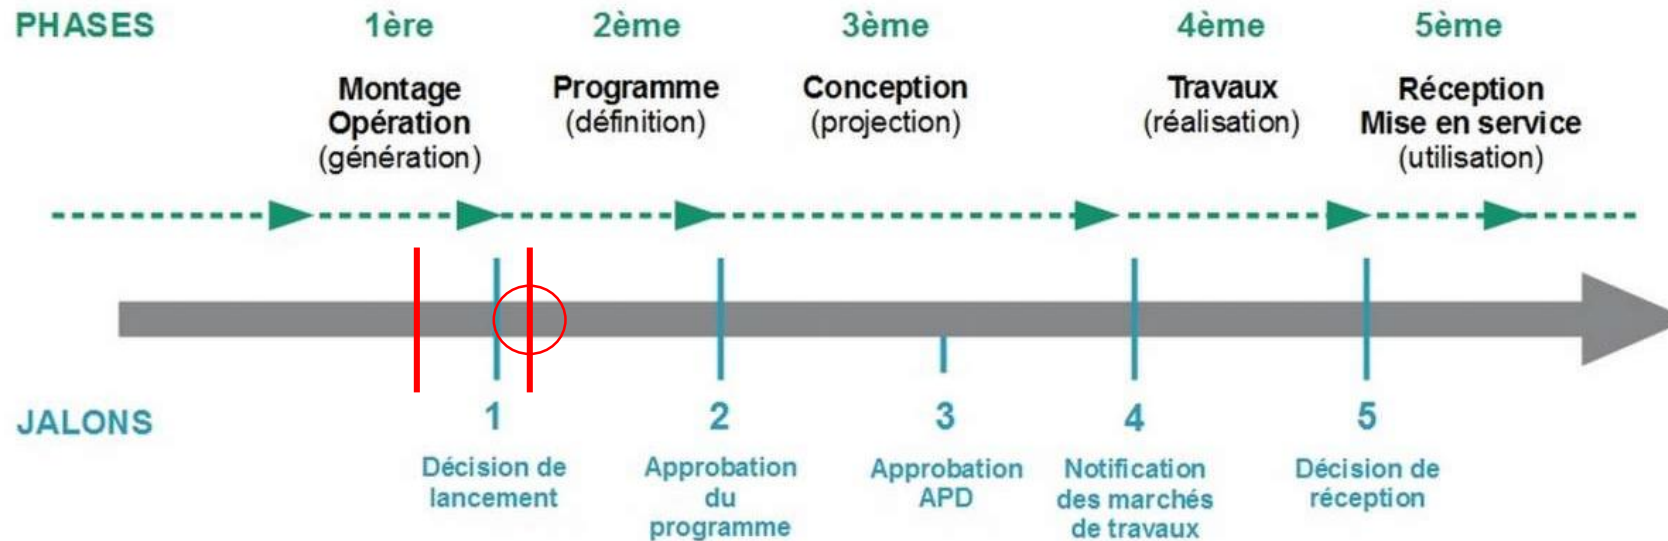 PHASES 1ère 2ème 3ème 4ème 5ème
Montage
Opération
(génération)
Programme
(définition)
Conception
(projection)
Travaux
(réalisation)
Réception
Mise en service
(utilisation)
JALONS
1
Décision de
lancement
2
Approbation
du
programme
3
Approbation
APD
4
Notification
des marchés
de travaux
5
Décision de
réception